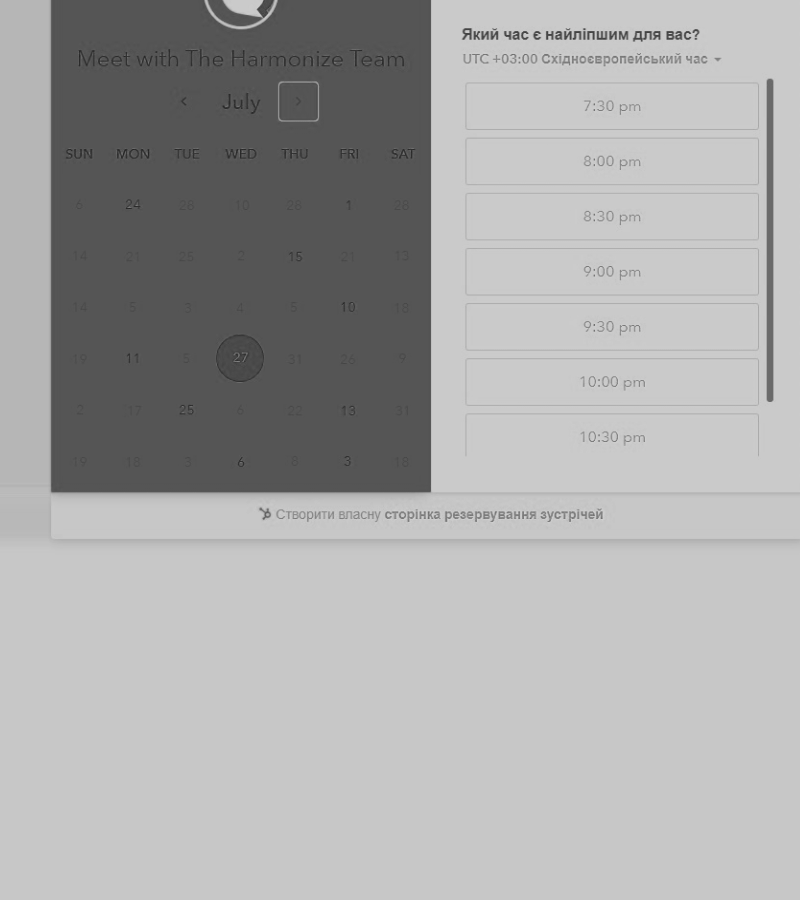 Meet with The Harmonize Team
July
SUN MON TUE WED THU FRI SAT
6 24 28 10 28 1 28
14 21 25 2 15 21 13
14 5 3 4 5 10 18
19 11 5 27 31 26 9
2 17 25 6 22 13 31
19 18 3 6 8 3 18
Який час є найліпшим для вас?
UTC +03:00 Східноєвропейський час
7:30 pm
8:00 pm
8:30 pm
9:00 pm
9:30 pm
10:00 pm
10:30 pm
Створити власну сторінка резервування зустрічей